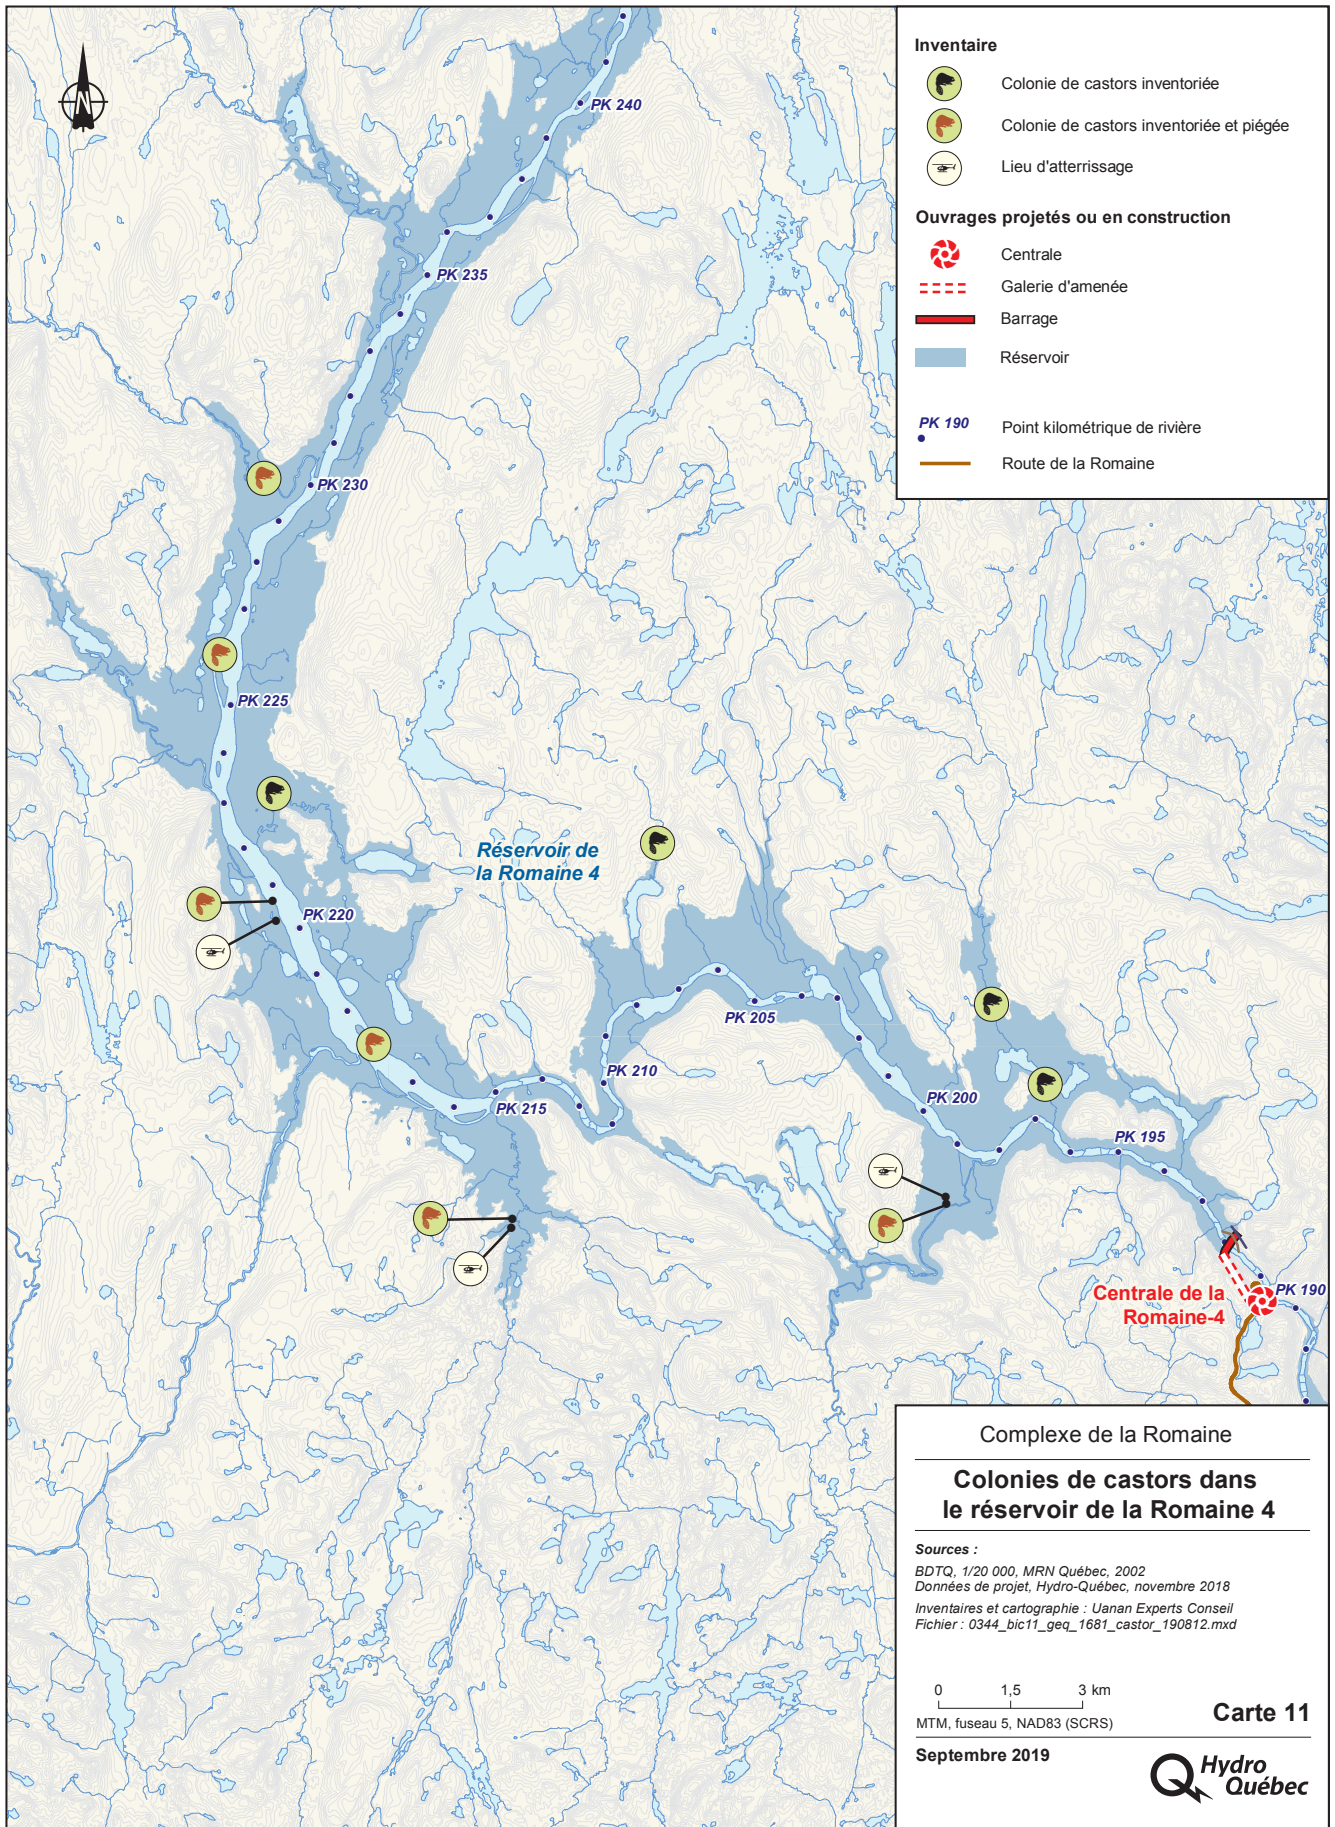 N
PK 240
PK 235
PK 230
PK 225
PK 220
PK 215
PK 210
PK 205
PK 200
PK 195
PK 190
Réservoir de
la Romaine 4
Centrale de la
Romaine-4
Inventaire
Colonie de castors inventoriée
Colonie de castors inventoriée et piégée
Lieu d'atterrissage
Ouvrages projetés ou en construction
Centrale
Galerie d'amenée
Barrage
Réservoir
PK 190 Point kilométrique de rivière
Route de la Romaine
Complexe de la Romaine
Colonies de castors dans
le réservoir de la Romaine 4
Sources :
BDTQ, 1/20 000, MRN Québec, 2002
Données de projet, Hydro-Québec, novembre 2018
Inventaires et cartographie : Uanan Experts Conseil
Fichier : 0344_bic11_geq_1681_castor_190812.mxd
0 1,5 3 km
MTM, fuseau 5, NAD83 (SCRS)
Carte 11
Septembre 2019
Hydro
Québec